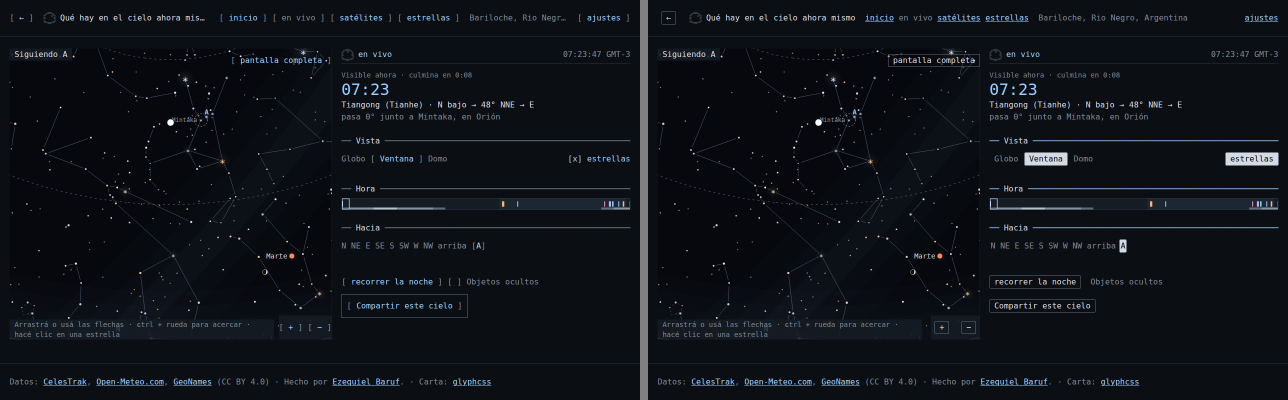 [ ← ] Qué hay en el cielo ahora mis… [ inicio ] [ en vivo ] [ satélites ] [ estrellas ] Bariloche, Río Negr… [ ajustes ]
Siguiendo A
[ pantalla completa ]
Mintaka
A
Marte
Arrastrá o usá las flechas · ctrl + rueda para acercar ·
hacé clic en una estrella
[ + ] [ − ]
en vivo 07:23:47 GMT-3
Visible ahora · culmina en 0:08
07:23
Tiangong (Tianhe) · N bajo → 48° NNE → E
pasa 0° junto a Mintaka, en Orión
Vista
Globo [ Ventana ] Domo [x] estrellas
Hora
Hacia
N NE E SE S SW W NW arriba [A]
[ recorrer la noche ] [ ] Objetos ocultos
[ Compartir este cielo ]
Datos: CelesTrak, Open-Meteo.com, GeoNames (CC BY 4.0) · Hecho por Ezequiel Baruf. · Carta: glyphcss
← Qué hay en el cielo ahora mismo inicio en vivo satélites estrellas Bariloche, Río Negro, Argentina ajustes
Siguiendo A
pantalla completa
Mintaka
A
Marte
Arrastrá o usá las flechas · ctrl + rueda para acercar ·
hacé clic en una estrella
+ −
en vivo 07:23:47 GMT-3
Visible ahora · culmina en 0:08
07:23
Tiangong (Tianhe) · N bajo → 48° NNE → E
pasa 0° junto a Mintaka, en Orión
Vista
Globo Ventana Domo estrellas
Hora
Hacia
N NE E SE S SW W NW arriba A
recorrer la noche Objetos ocultos
Compartir este cielo
Datos: CelesTrak, Open-Meteo.com, GeoNames (CC BY 4.0) · Hecho por Ezequiel Baruf. · Carta: glyphcss